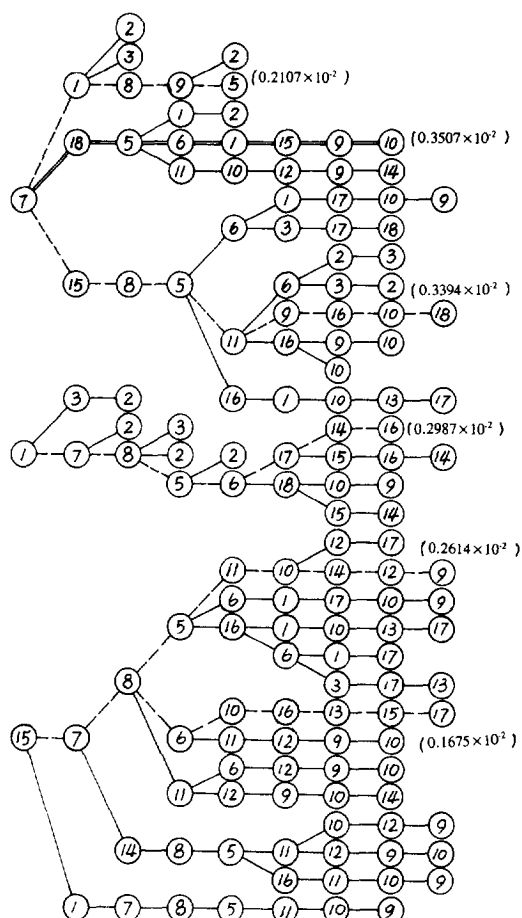 2
3 2
1 8 9 5 (0.2107×10⁻²)
1 2
18 5 6 1 15 9 10 (0.3507×10⁻²)
11 10 12 9 14
7 1 17 10 9
6 3 17 18
2 3
15 8 5 6 3 2 (0.3394×10⁻²)
9 16 10 18
11 16 9 10
10
3 2 16 1 10 13 17
2 3 14 16 (0.2987×10⁻²)
1 7 8 2 2 17 15 16 14
5 6 18 10 9
15 14
12 17
11 10 14 12 9 (0.2614×10⁻²)
6 1 17 10 9
5 16 1 10 13 17
6 1 17
8 3 17 13
10 16 13 15 17
15 7 6 11 12 9 10 (0.1675×10⁻²)
6 12 9 10
11 12 9 10 14
10 12 9
14 8 5 11 12 9 10
16 11 10 9
1 7 8 5 11 10 9